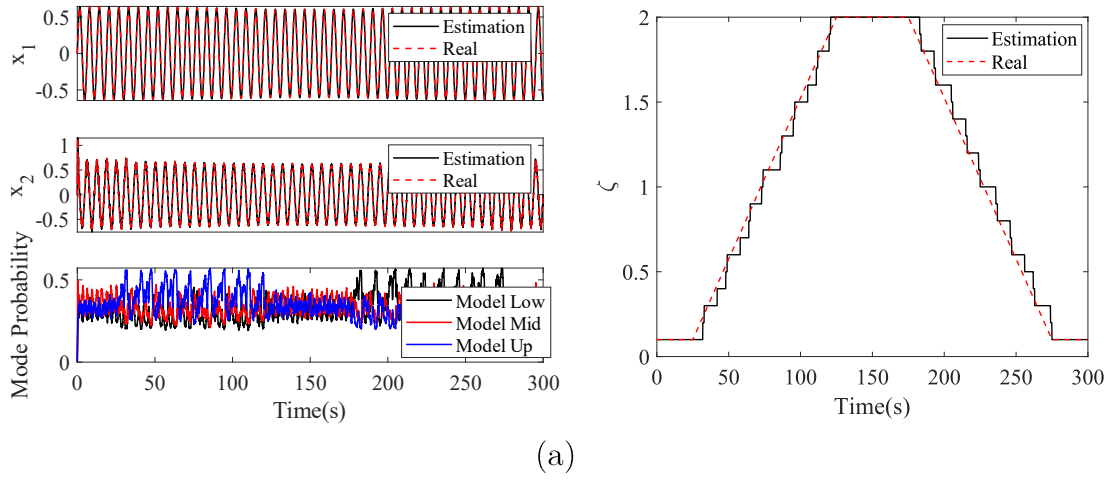 x1
0.5
0
-0.5
Estimation
Real
x2
1
0.5
0
-0.5
Estimation
Real
Mode Probability
0.5
0
Model Low
Model Mid
Model Up
0 50 100 150 200 250 300
Time(s)
ζ
2
1.5
1
0.5
0
Estimation
Real
0 50 100 150 200 250 300
Time(s)
(a)